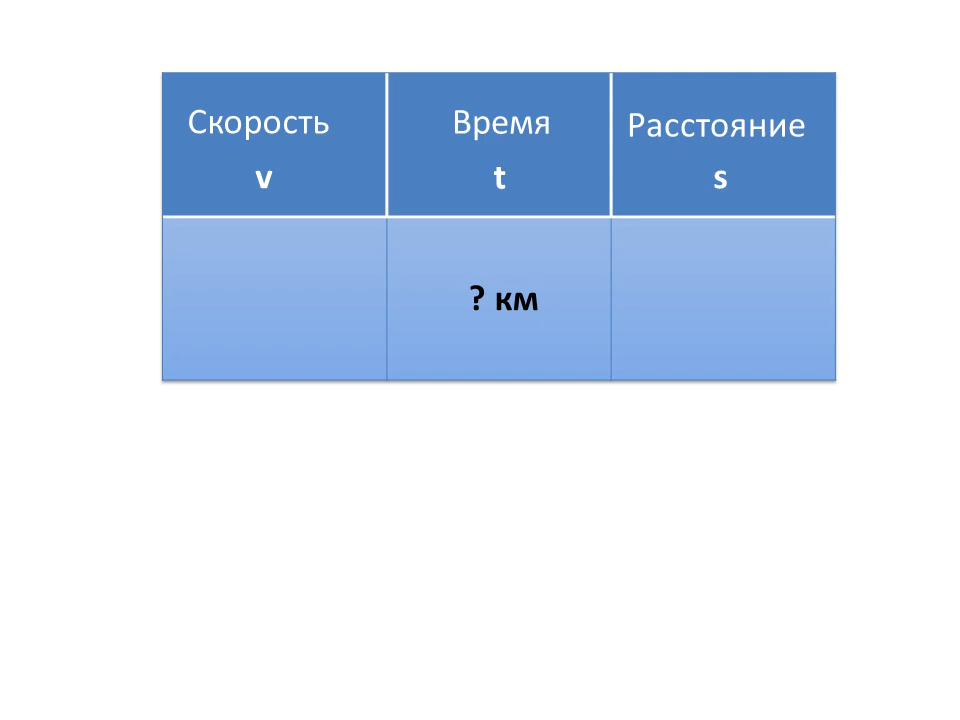 Скорость
v
Время
t
Расстояние
s
? км